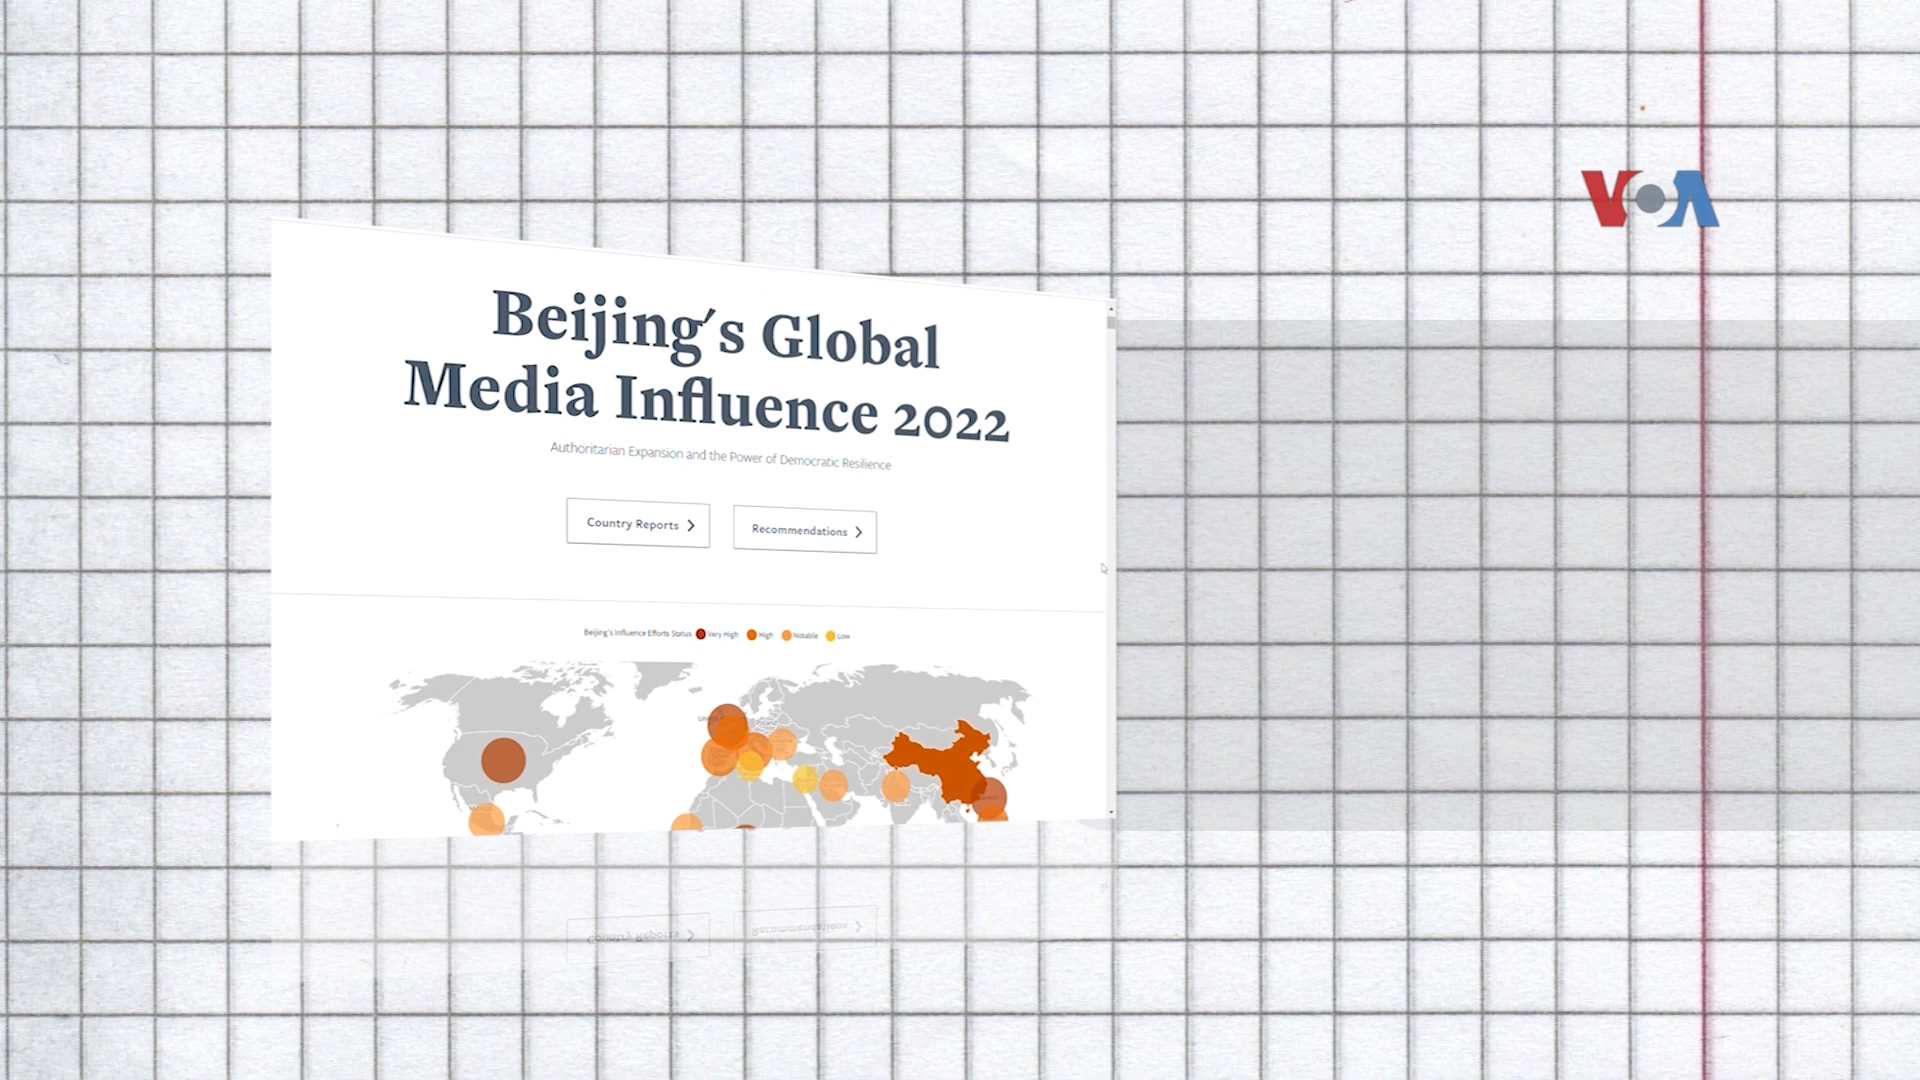 VOA
Beijing's Global
Media Influence 2022
Authoritarian Expansion and the Power of Democratic Resilience
Country Reports
Recommendations
Beijing's Influence Efforts Status Very High High Notable Low